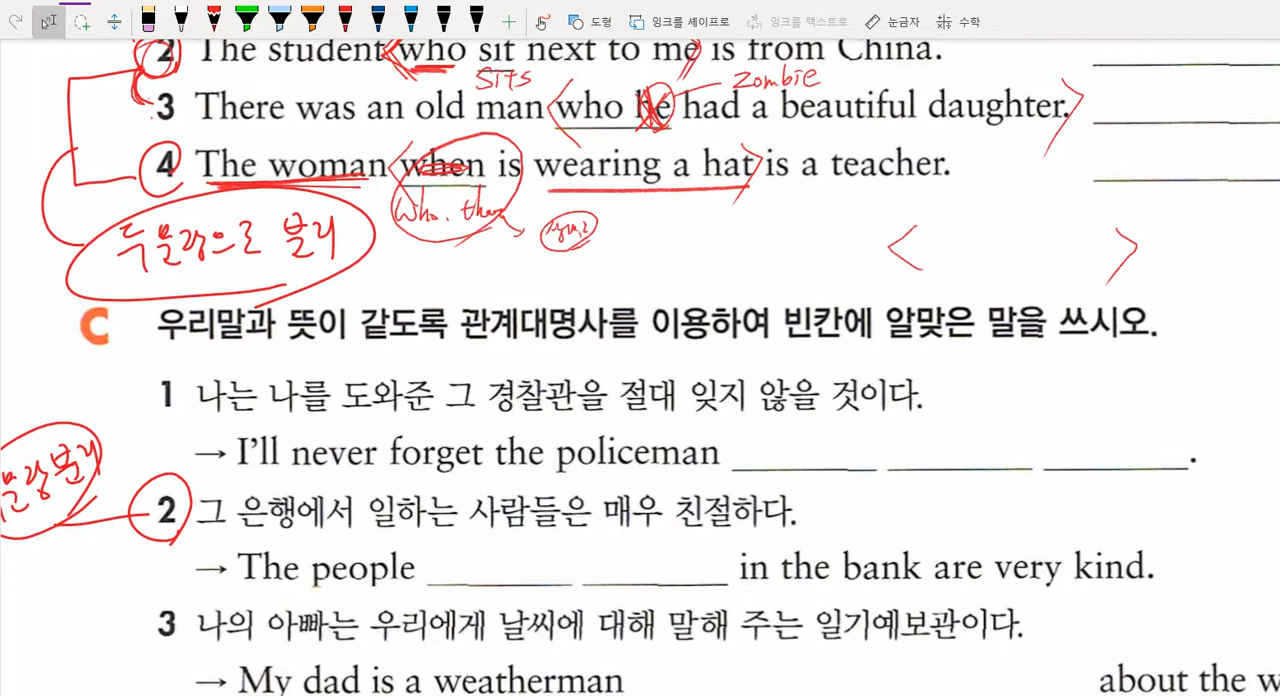 도형 잉크를 셰이프로 잉크를 텍스트로 눈금자 수학
2 The student who sit next to me is from China.
sits zombie
3 There was an old man who he had a beautiful daughter.
4 The woman when is wearing a hat is a teacher.
who. that
두 물랑으로 분리
C 우리말과 뜻이 같도록 관계대명사를 이용하여 빈칸에 알맞은 말을 쓰시오.
1 나는 나를 도와준 그 경찰관을 절대 잊지 않을 것이다.
→ I'll never forget the policeman ________ ________ ________.
물랑분리
2 그 은행에서 일하는 사람들은 매우 친절하다.
→ The people ________ ________ in the bank are very kind.
3 나의 아빠는 우리에게 날씨에 대해 말해 주는 일기예보관이다.
→ My dad is a weatherman about the w